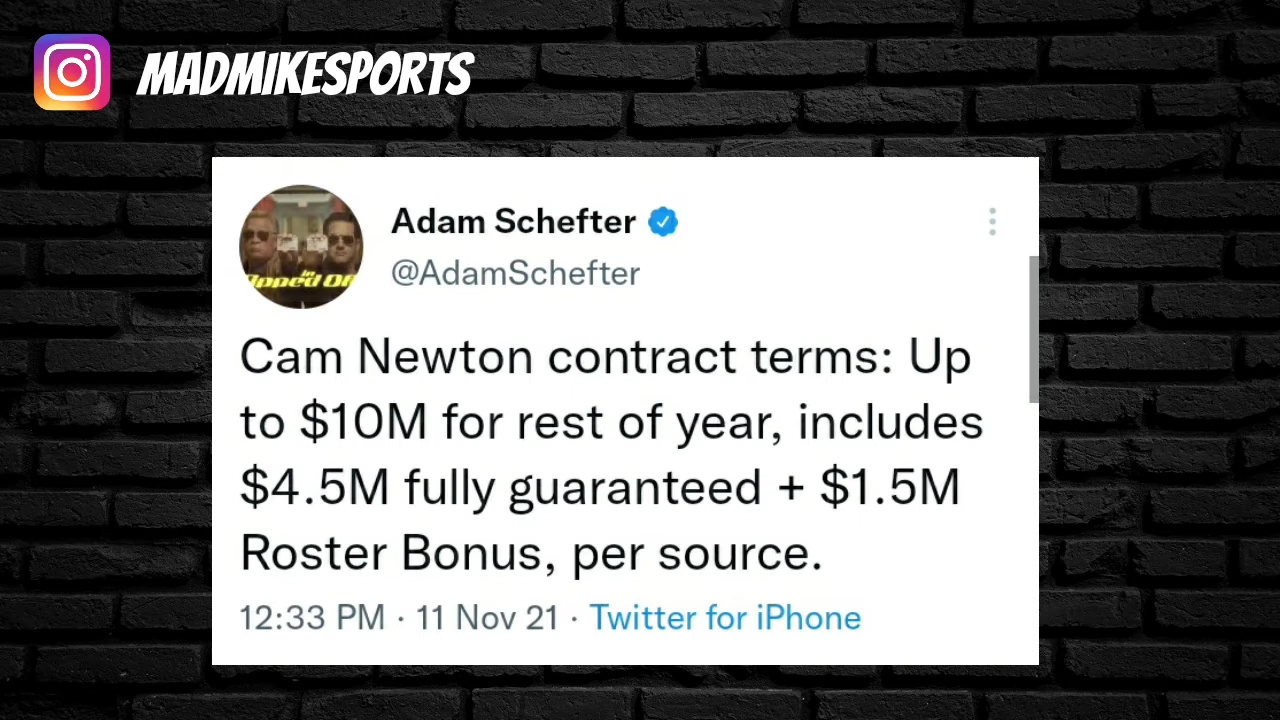 MADMIKESPORTS
Adam Schefter
@AdamSchefter
Cam Newton contract terms: Up
to $10M for rest of year, includes
$4.5M fully guaranteed + $1.5M
Roster Bonus, per source.
12:33 PM · 11 Nov 21 · Twitter for iPhone